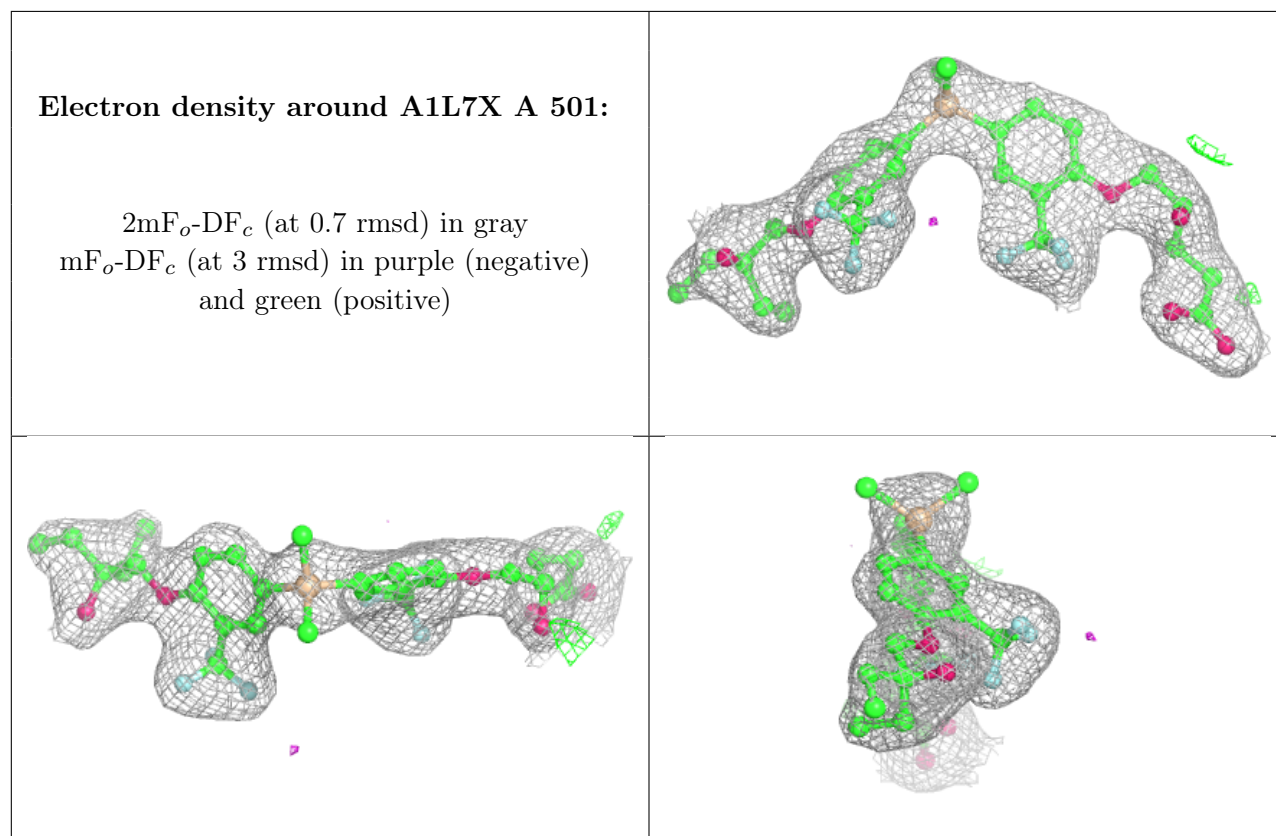 Electron density around A1L7X A 501:
2mFo-DFc (at 0.7 rmsd) in gray
mFo-DFc (at 3 rmsd) in purple (negative)
and green (positive)